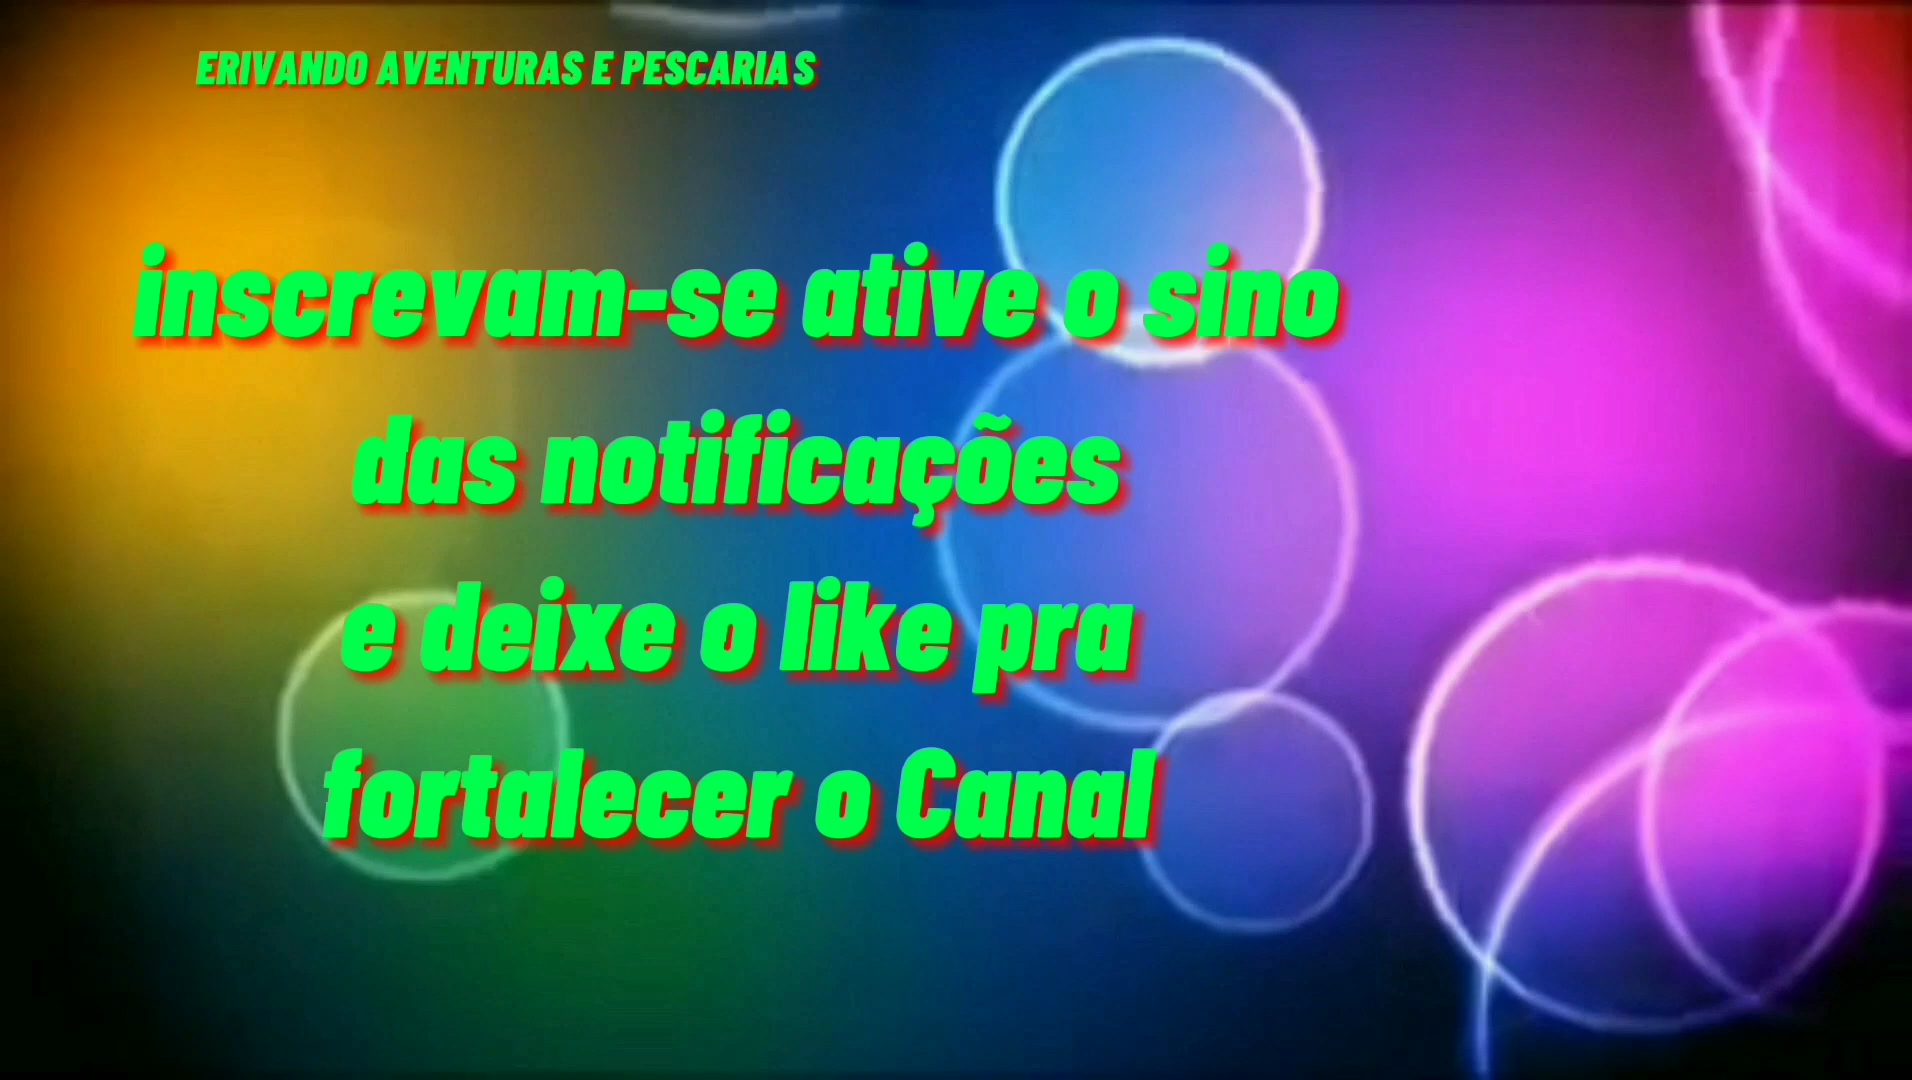 ERIVANDO AVENTURAS E PESCARIAS
inscrevam-se ative o sino
das notificações
e deixe o like pra
fortalecer o Canal